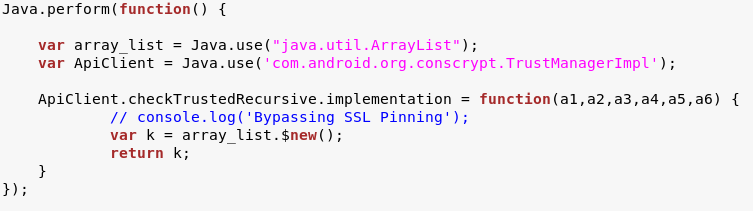 Java.perform(function() {
var array_list = Java.use("java.util.ArrayList");
var ApiClient = Java.use('com.android.org.conscrypt.TrustManagerImpl');
ApiClient.checkTrustedRecursive.implementation = function(a1,a2,a3,a4,a5,a6) {
// console.log('Bypassing SSL Pinning');
var k = array_list.$new();
return k;
}
});